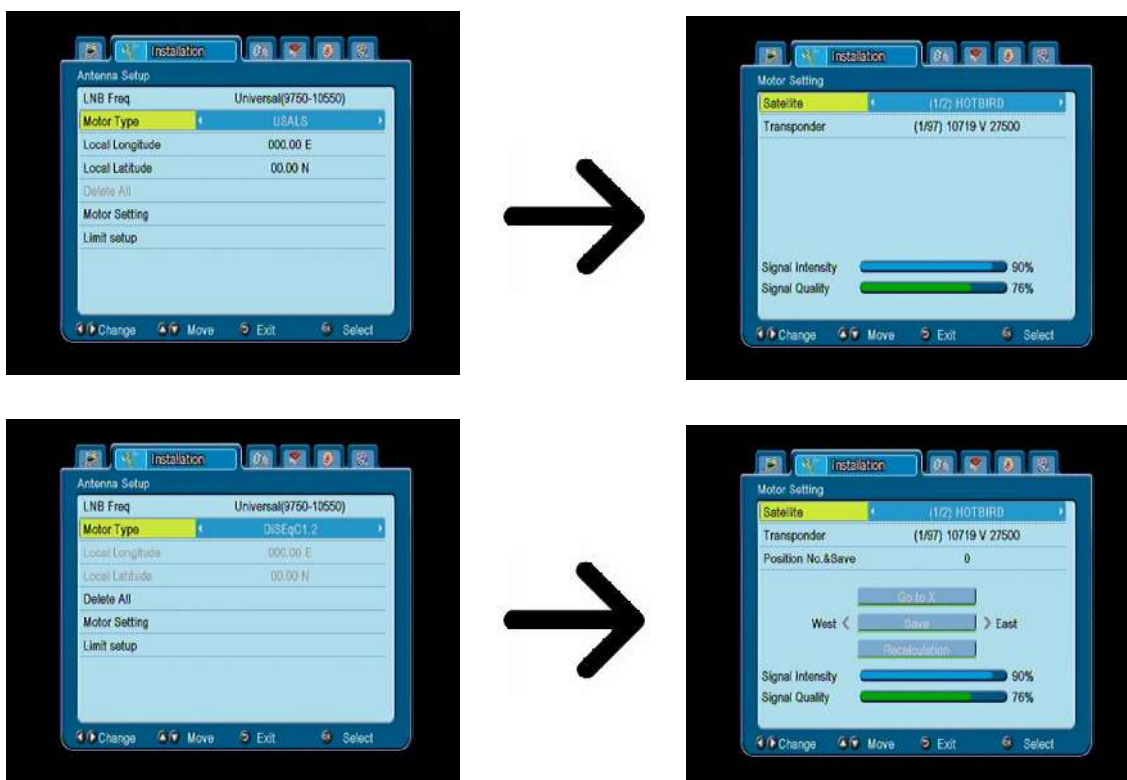 Installation
Antenna Setup
LNB Freq Universal(9750-10550)
Motor Type USALS
Local Longitude 000.00 E
Local Latitude 00.00 N
Delete All
Motor Setting
Limit setup
Change Move Exit Select
Installation
Motor Setting
Satellite (1/2) HOTBIRD
Transponder (1/97) 10719 V 27500
Signal Intensity 90%
Signal Quality 76%
Change Move Exit Select
Installation
Antenna Setup
LNB Freq Universal(9750-10550)
Motor Type DiSEqC1.2
Local Longitude 000.00 E
Local Latitude 00.00 N
Delete All
Motor Setting
Limit setup
Change Move Exit Select
Installation
Motor Setting
Satellite (1/2) HOTBIRD
Transponder (1/97) 10719 V 27500
Position No.&Save 0
Go to X
West Save East
Recalculation
Signal Intensity 90%
Signal Quality 76%
Change Move Exit Select